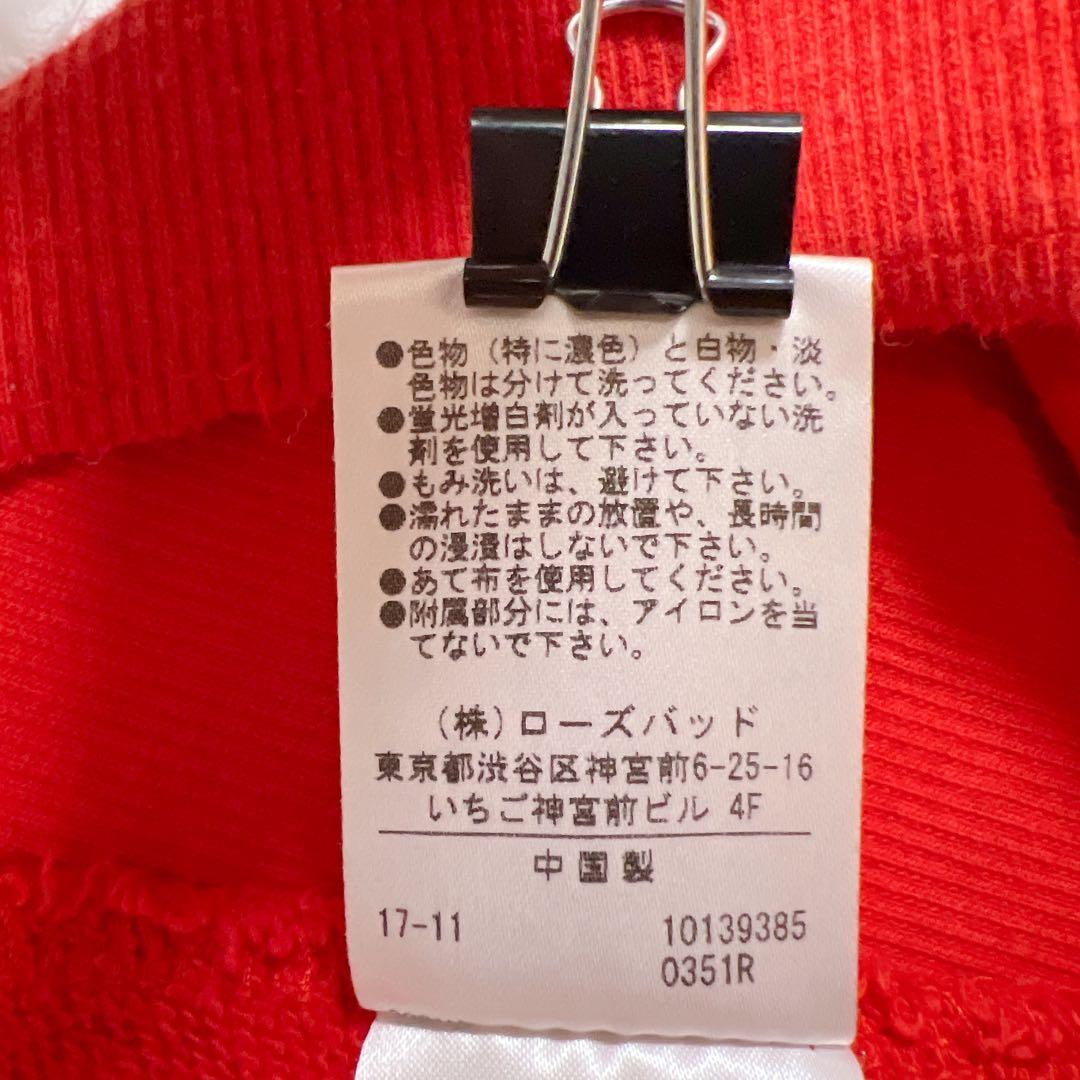 ●色物（特に濃色）と白物・淡
色物は分けて洗ってください。
●蛍光増白剤が入っていない洗
剤を使用して下さい。
●もみ洗いは、避けて下さい。
●濡れたままの放置や、長時間
の浸漬はしないで下さい。
●あて布を使用してください。
●附属部分には、アイロンを当
てないで下さい。
(株)ローズバッド
東京都渋谷区神宮前6-25-16
いちご神宮前ビル 4F
中国製
17-11 10139385
0351R